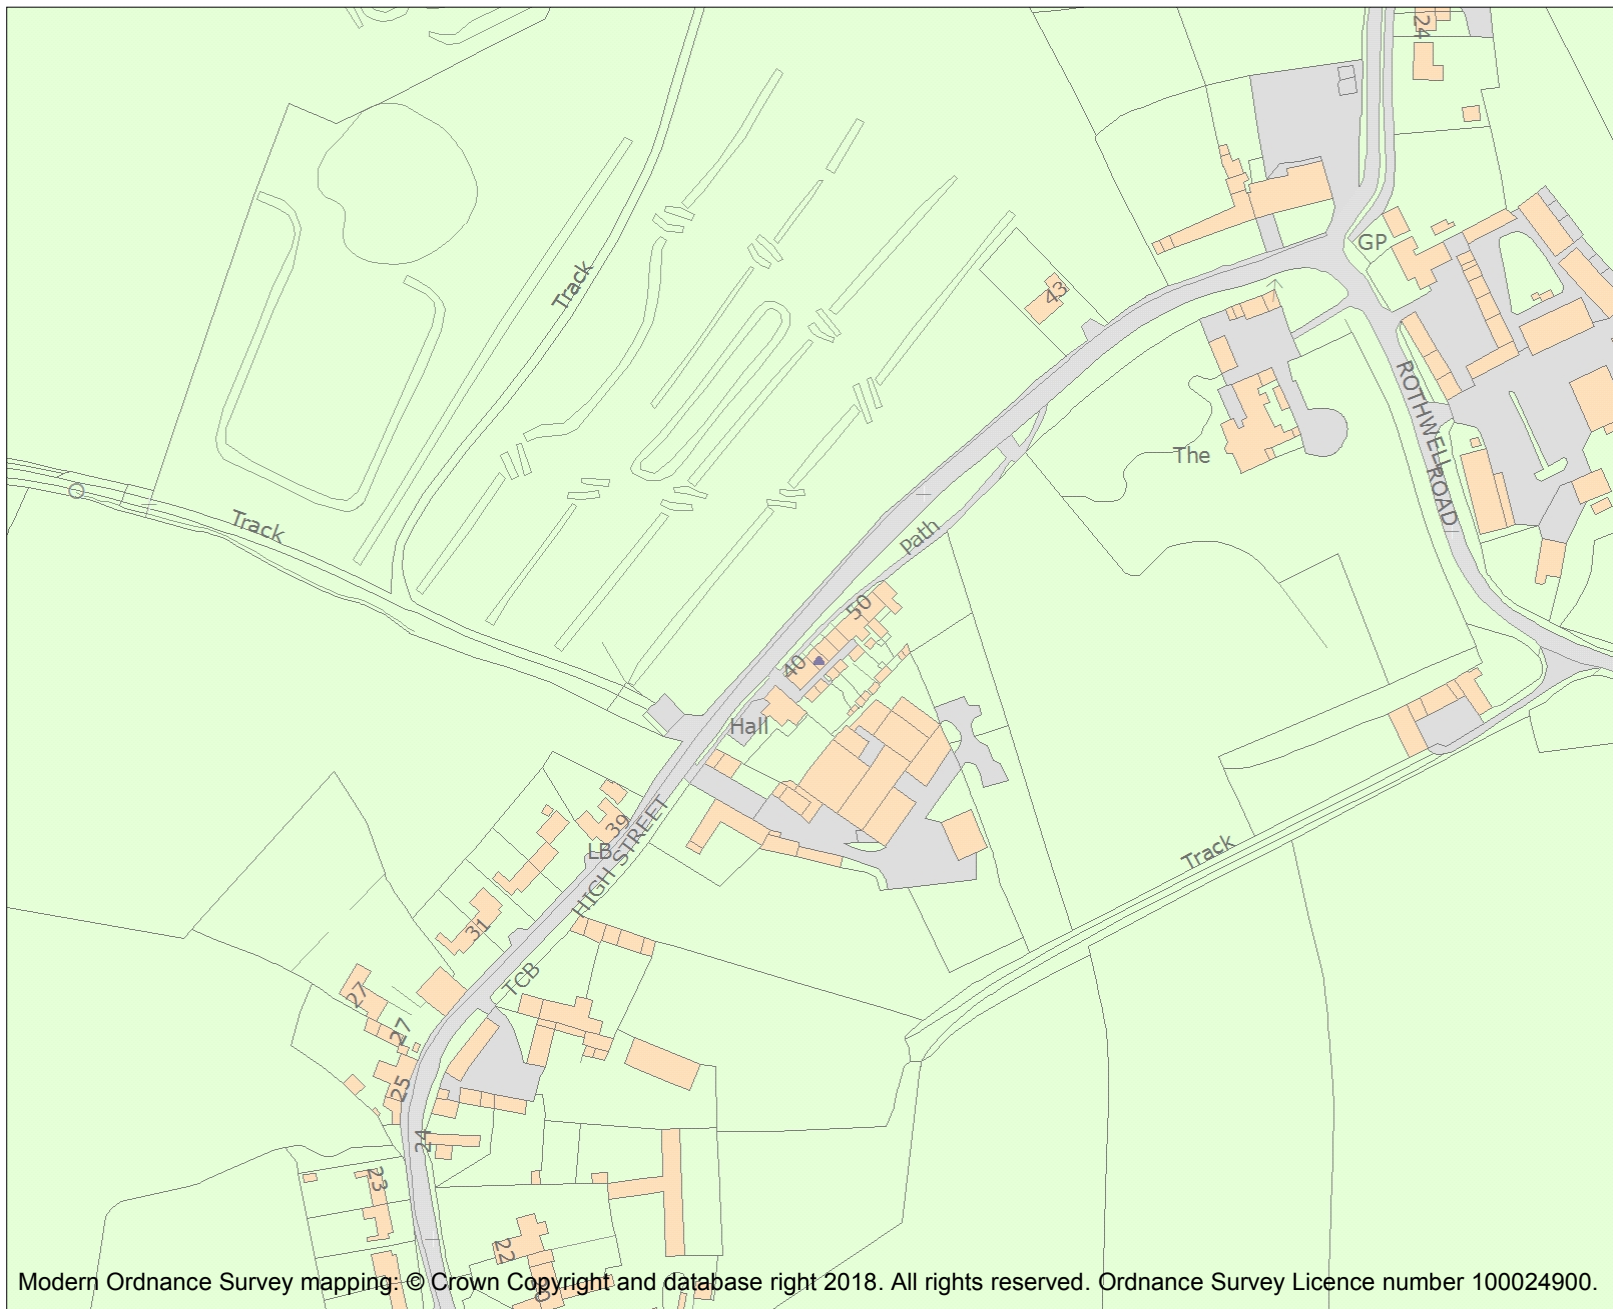 24
GP
Track
43
ROTHWELL ROAD
The
Track
Path
50
40
Hall
39
LB
HIGH STREET
Track
31
TCB
27
27
25
24
23
22
Modern Ordnance Survey mapping: © Crown Copyright and database right 2018. All rights reserved. Ordnance Survey Licence number 100024900.